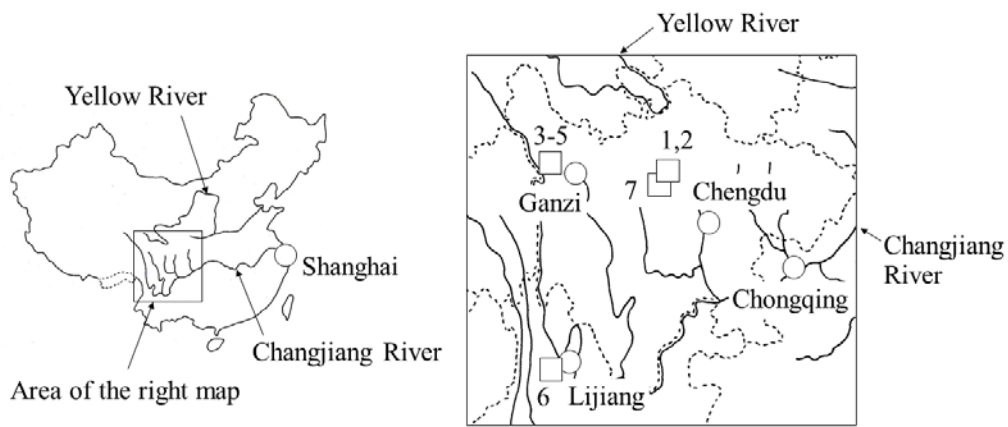 Yellow River
Shanghai
Changjiang River
Area of the right map
Yellow River
3-5
1,2
7
Ganzi
Chengdu
Changjiang
River
Chongqing
6
Lijiang